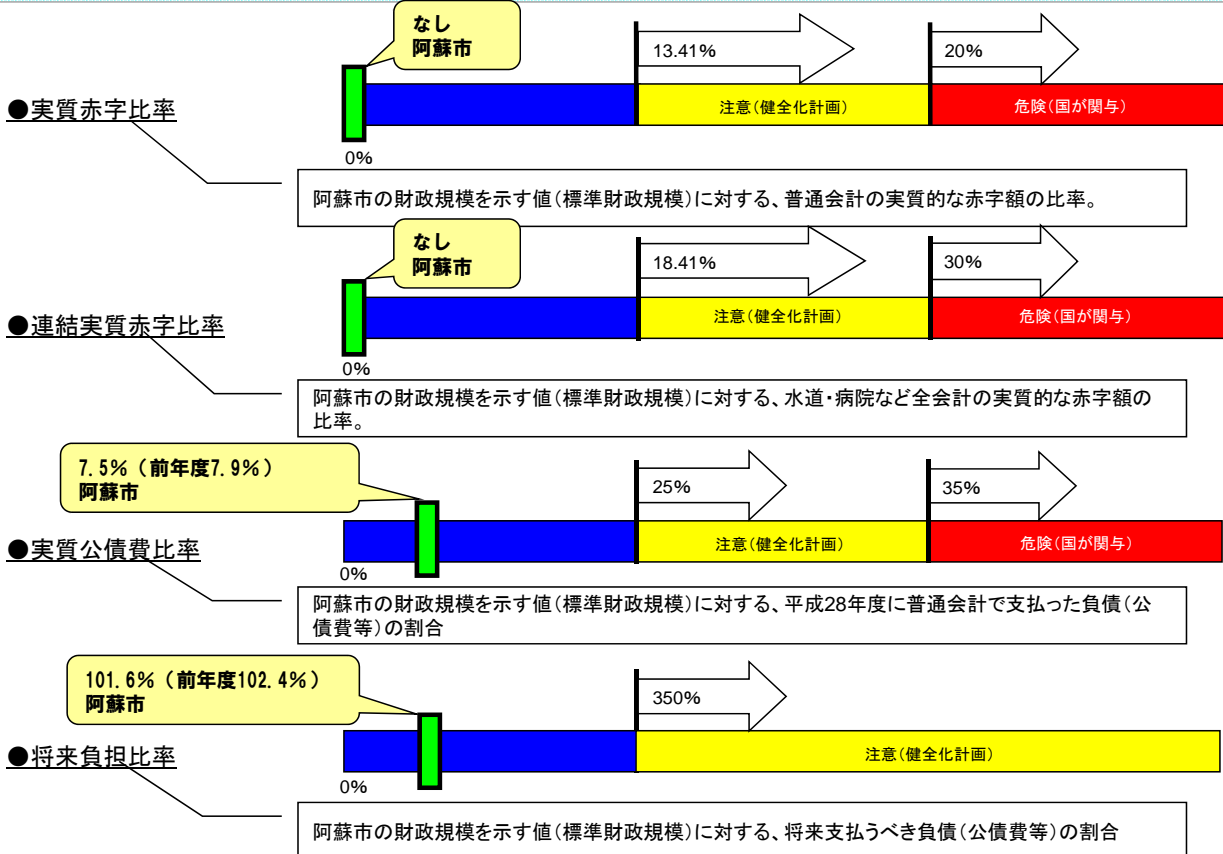 なし
阿蘇市
13.41%
20%
●実質赤字比率
注意(健全化計画)
危険(国が関与)
0%
阿蘇市の財政規模を示す値(標準財政規模)に対する、普通会計の実質的な赤字額の比率。
なし
阿蘇市
18.41%
30%
●連結実質赤字比率
注意(健全化計画)
危険(国が関与)
0%
阿蘇市の財政規模を示す値(標準財政規模)に対する、水道・病院など全会計の実質的な赤字額の
比率。
7.5%(前年度7.9%)
阿蘇市
25%
35%
●実質公債費比率
注意(健全化計画)
危険(国が関与)
0%
阿蘇市の財政規模を示す値(標準財政規模)に対する、平成28年度に普通会計で支払った負債(公
債費等)の割合
101.6%(前年度102.4%)
阿蘇市
350%
●将来負担比率
注意(健全化計画)
0%
阿蘇市の財政規模を示す値(標準財政規模)に対する、将来支払うべき負債(公債費等)の割合